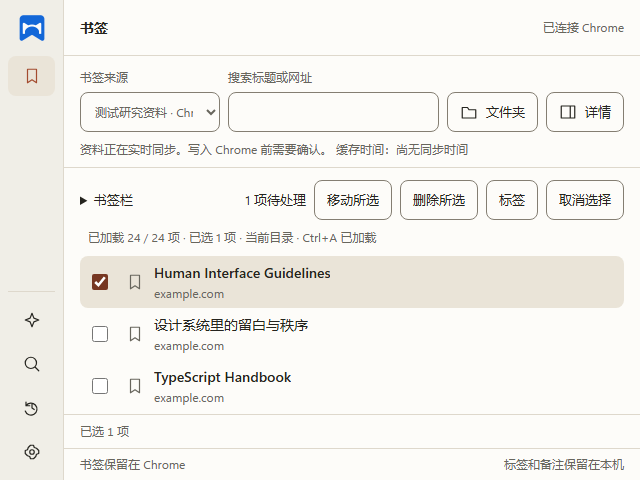 书签
已连接 Chrome
书签来源
搜索标题或网址
测试研究资料 · Chr
文件夹
详情
资料正在实时同步。写入 Chrome 前需要确认。 缓存时间：尚无同步时间
书签栏
1 项待处理
移动所选
删除所选
标签
取消选择
已加载 24 / 24 项 · 已选 1 项 · 当前目录 · Ctrl+A 已加载
Human Interface Guidelines
example.com
设计系统里的留白与秩序
example.com
TypeScript Handbook
example.com
已选 1 项
书签保留在 Chrome
标签和备注保留在本机